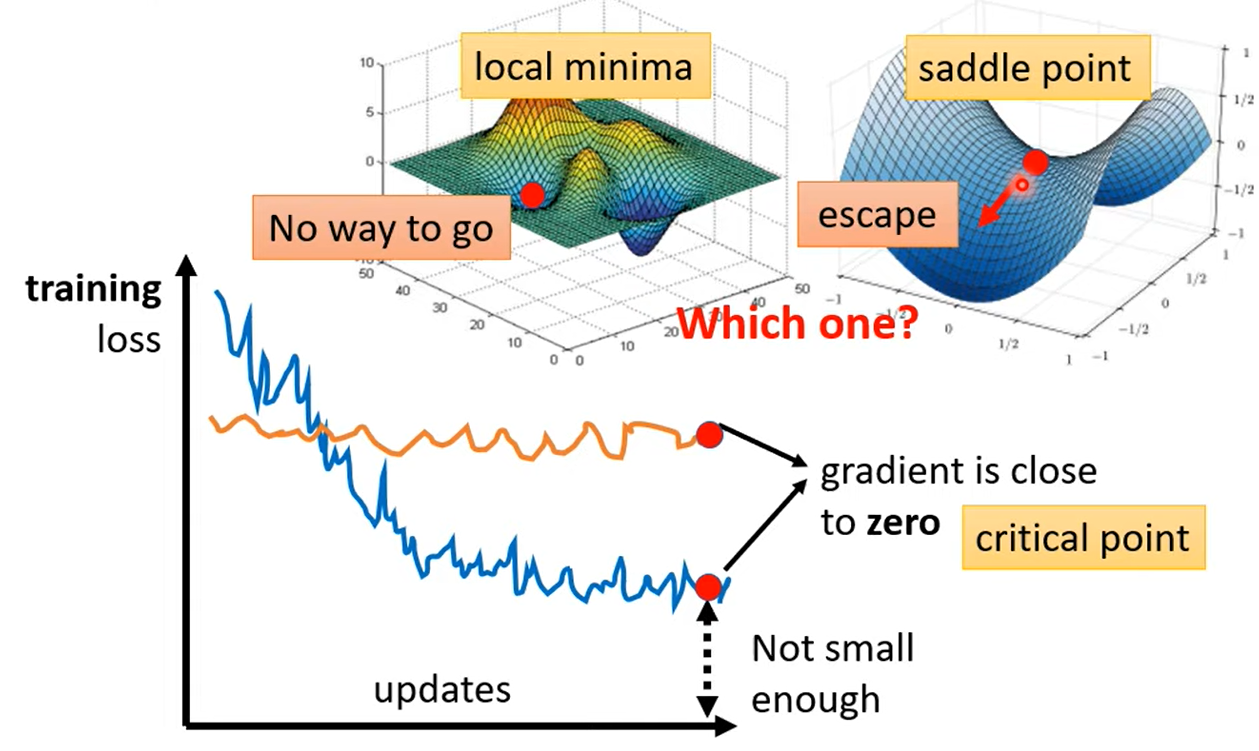 local minima
saddle point
No way to go
escape
10
5
0
50
40
30
20
10
0
0
10
20
40
50
Which one?
-1
-1/2
0
1/2
1
-1
-1/2
0
1/2
1
1
1/2
0
-1/2
-1
training
loss
gradient is close
to zero
critical point
Not small
enough
updates